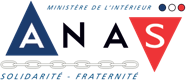 MINISTÈRE DE L'INTÉRIEUR
ANAS
SOLIDARITÉ - FRATERNITÉ